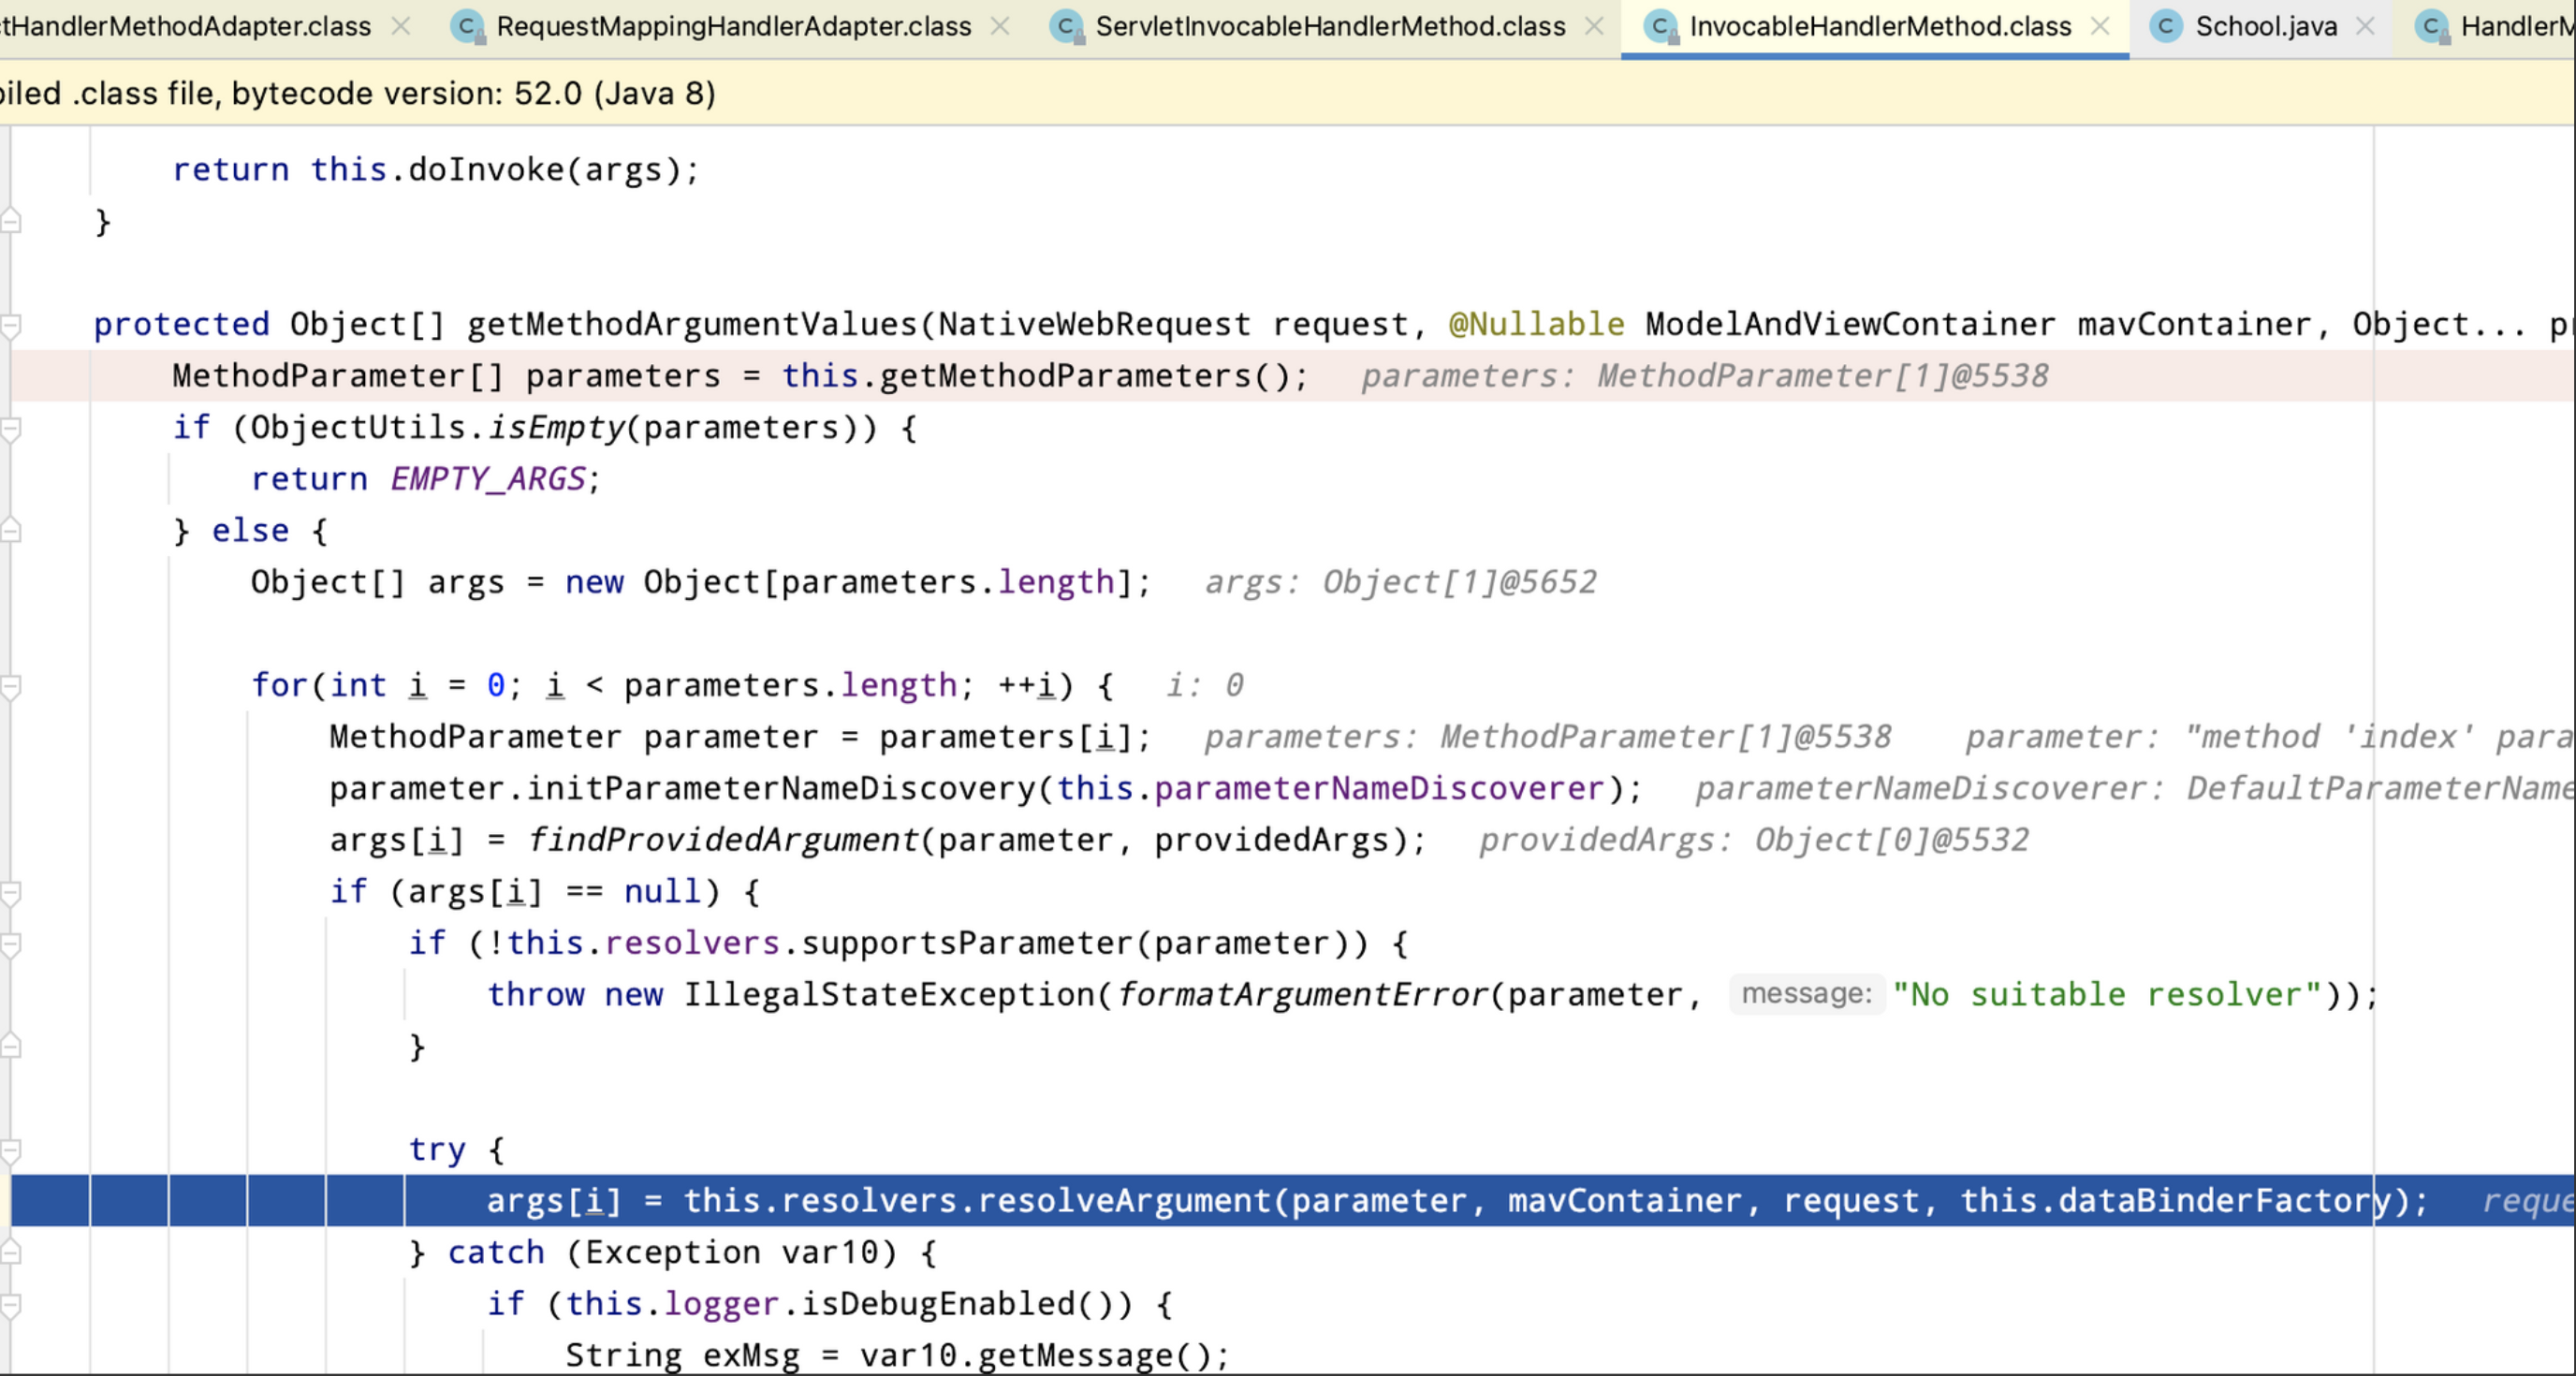 tHandlerMethodAdapter.class RequestMappingHandlerAdapter.class ServletInvocableHandlerMethod.class InvocableHandlerMethod.class School.java HandlerM
piled .class file, bytecode version: 52.0 (Java 8)
return this.doInvoke(args);
}
protected Object[] getMethodArgumentValues(NativeWebRequest request, @Nullable ModelAndViewContainer mavContainer, Object... p
MethodParameter[] parameters = this.getMethodParameters(); parameters: MethodParameter[1]@5538
if (ObjectUtils.isEmpty(parameters)) {
return EMPTY_ARGS;
} else {
Object[] args = new Object[parameters.length]; args: Object[1]@5652
for(int i = 0; i < parameters.length; ++i) { i: 0
MethodParameter parameter = parameters[i]; parameters: MethodParameter[1]@5538 parameter: "method 'index' para
parameter.initParameterNameDiscovery(this.parameterNameDiscoverer); parameterNameDiscoverer: DefaultParameterName
args[i] = findProvidedArgument(parameter, providedArgs); providedArgs: Object[0]@5532
if (args[i] == null) {
if (!this.resolvers.supportsParameter(parameter)) {
throw new IllegalStateException(formatArgumentError(parameter, message: "No suitable resolver"));
}
try {
args[i] = this.resolvers.resolveArgument(parameter, mavContainer, request, this.dataBinderFactory); reque
} catch (Exception var10) {
if (this.logger.isDebugEnabled()) {
String exMsg = var10.getMessage();